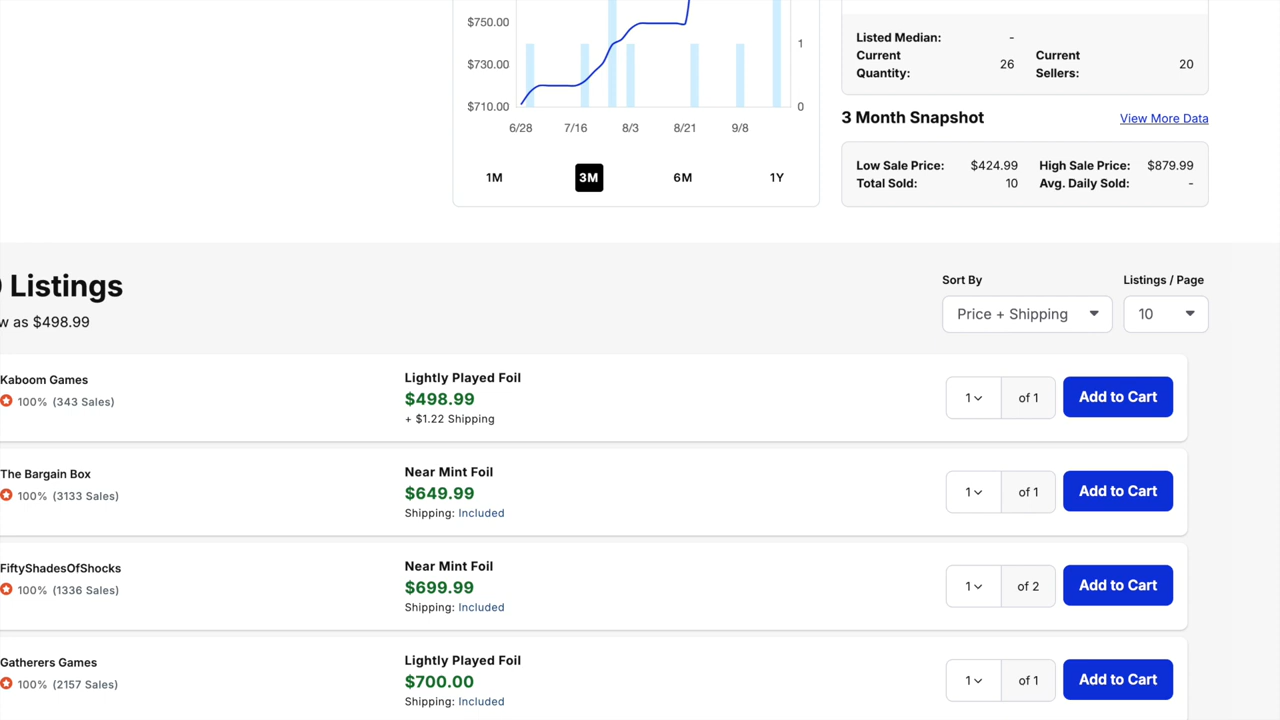 $750.00
$730.00
$710.00
1
0
6/28 7/16 8/3 8/21 9/8
1M 3M 6M 1Y
Listed Median: -
Current Quantity: 26 Current Sellers: 20
3 Month Snapshot View More Data
Low Sale Price: $424.99 High Sale Price: $879.99
Total Sold: 10 Avg. Daily Sold: -
Listings
w as $498.99
Sort By Listings / Page
Price + Shipping 10
Kaboom Games
100% (343 Sales)
Lightly Played Foil
$498.99
+ $1.22 Shipping
1 of 1 Add to Cart
The Bargain Box
100% (3133 Sales)
Near Mint Foil
$649.99
Shipping: Included
1 of 1 Add to Cart
FiftyShadesOfShocks
100% (1336 Sales)
Near Mint Foil
$699.99
Shipping: Included
1 of 2 Add to Cart
Gatherers Games
100% (2157 Sales)
Lightly Played Foil
$700.00
Shipping: Included
1 of 1 Add to Cart